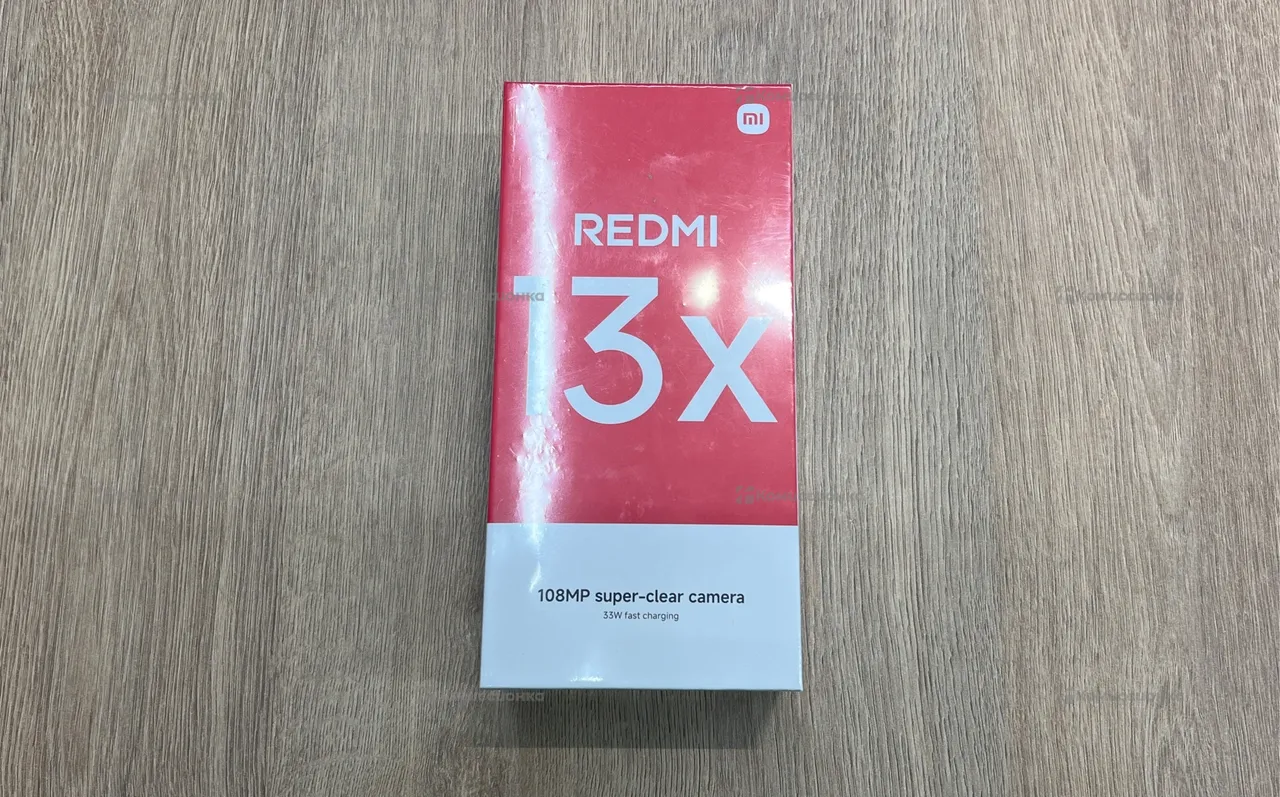 mi
REDMI
13x
108MP super-clear camera
33W fast charging